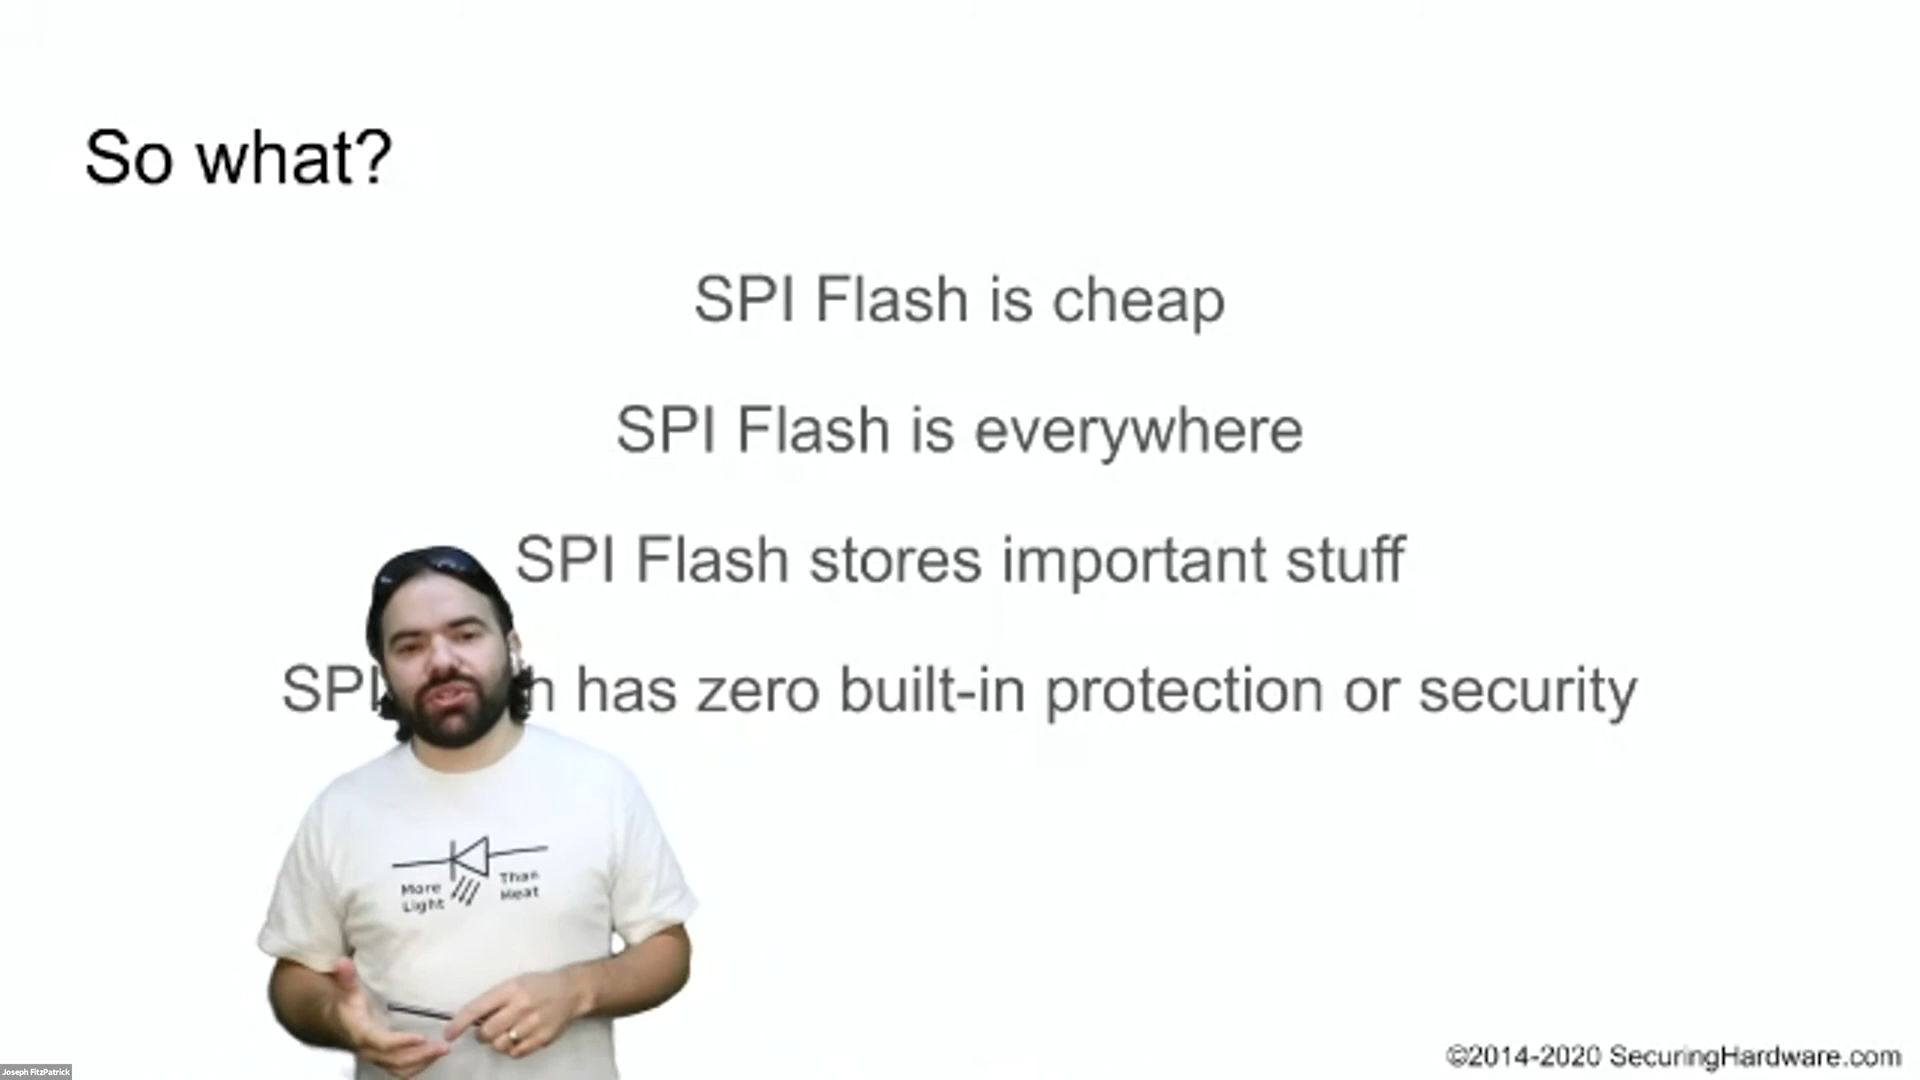 So what?
SPI Flash is cheap
SPI Flash is everywhere
SPI Flash stores important stuff
SPI has zero built-in protection or security
More Than
Light Heat
©2014-2020 SecuringHardware.com
Joseph FitzPatrick